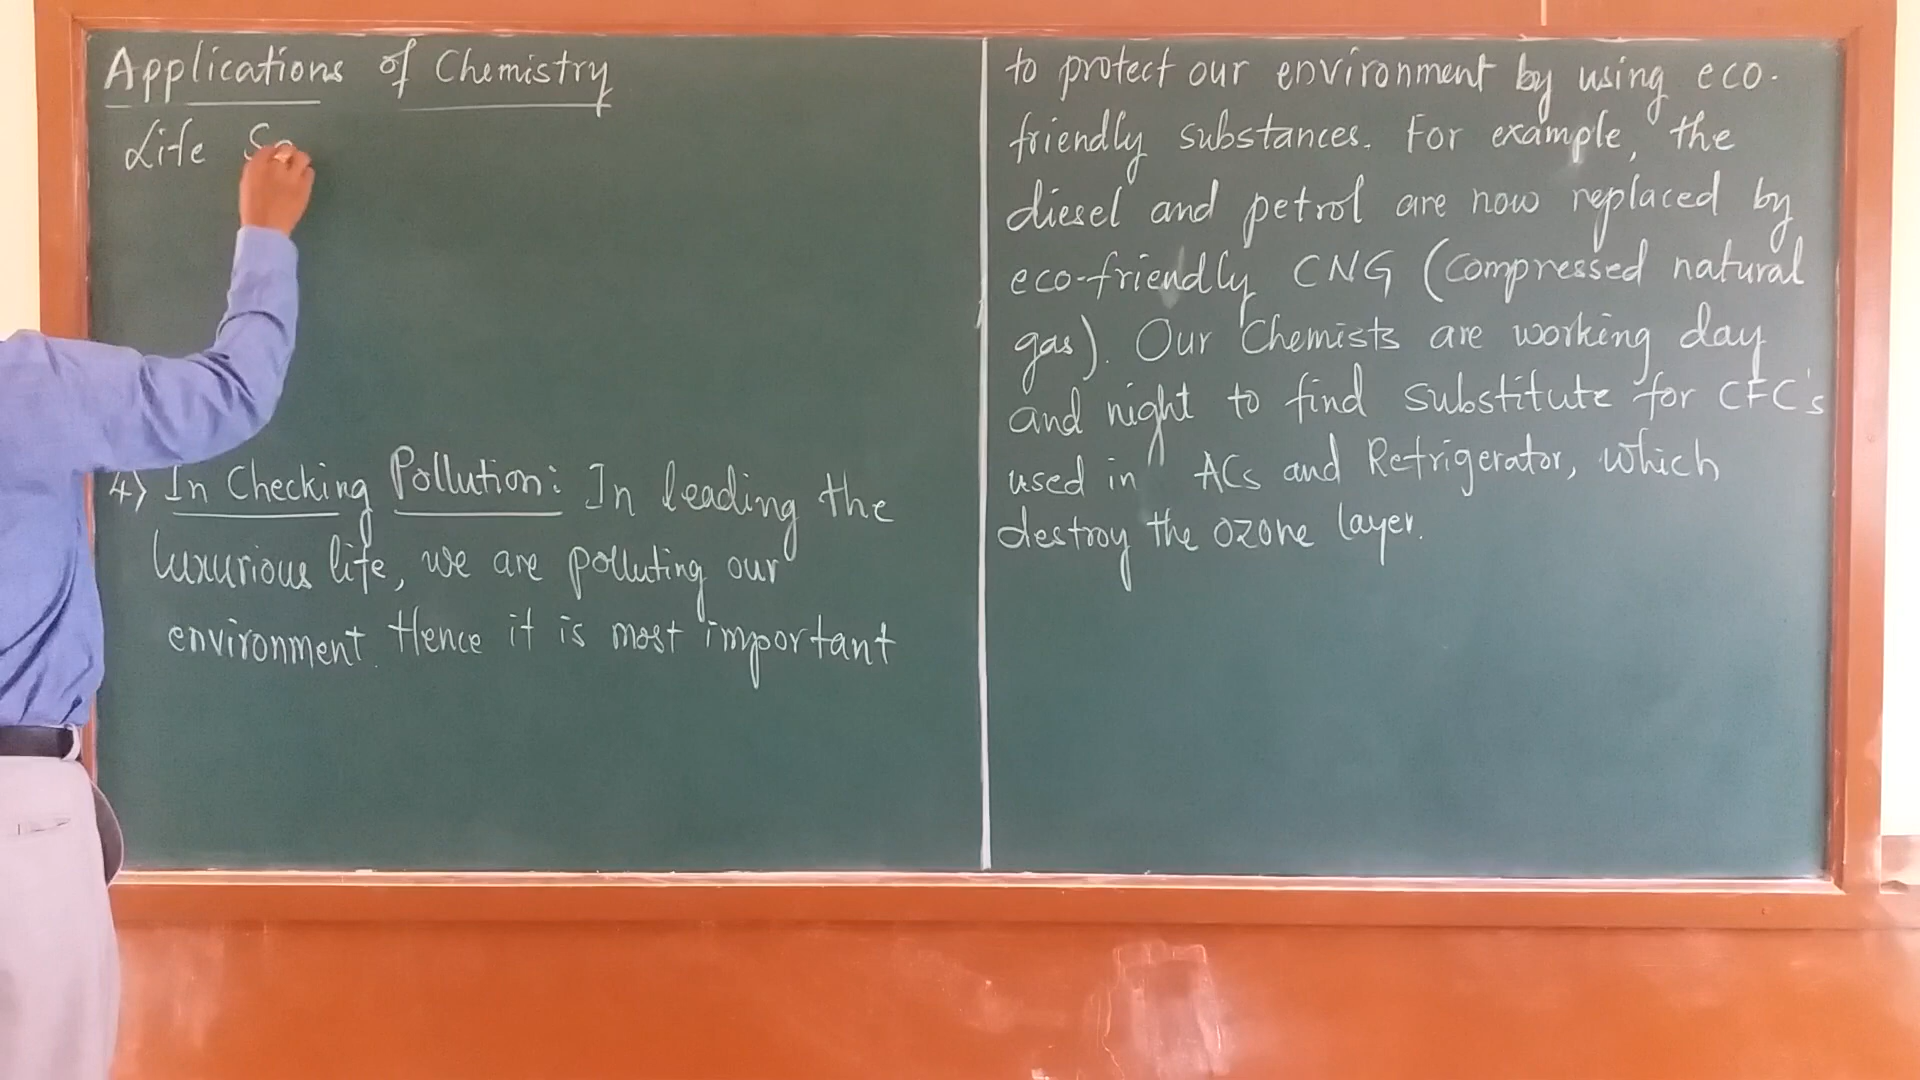 Applications of Chemistry
Life
4) In Checking Pollution: In leading the
luxurious life, we are polluting our
environment. Hence it is most important
to protect our environment by using eco-
friendly substances. For example, the
diesel and petrol are now replaced by
eco-friendly CNG (Compressed natural
gas). Our Chemists are working day
and night to find substitute for CFC's
used in ACs and Refrigerator, which
destroy the ozone layer.